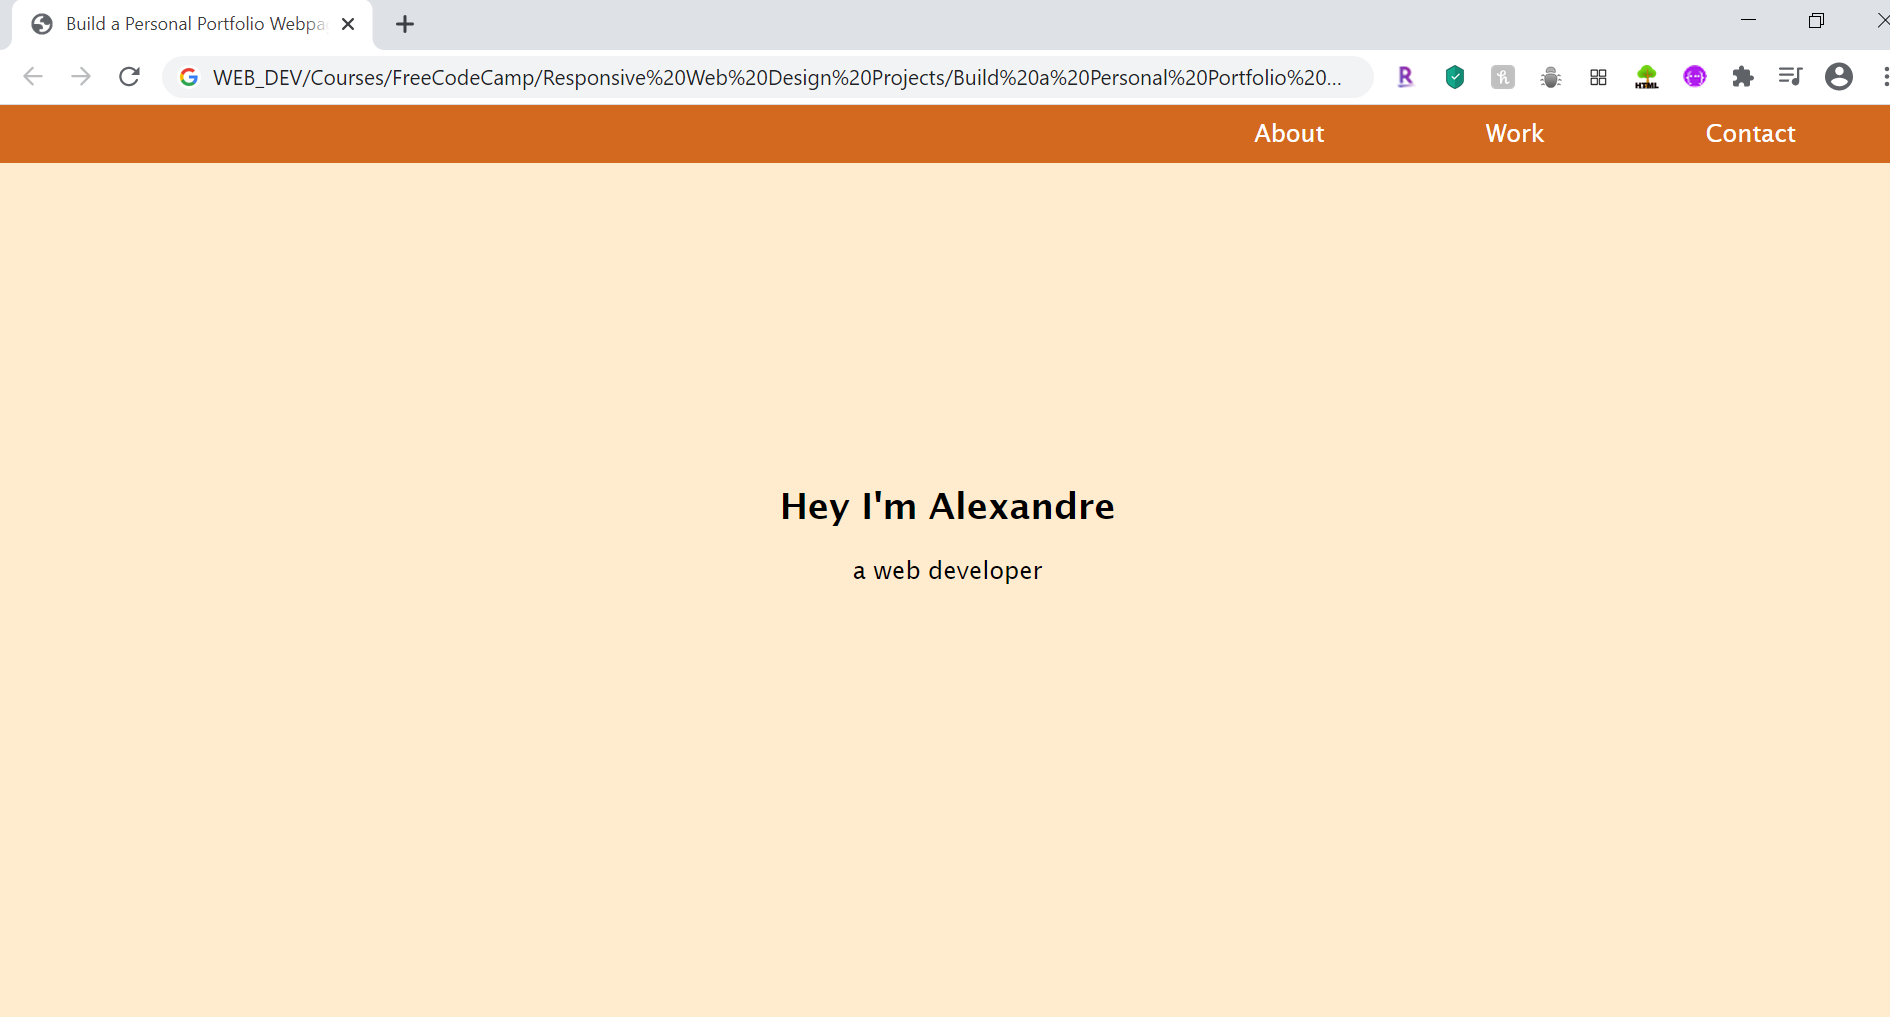 Build a Personal Portfolio Webpa
WEB_DEV/Courses/FreeCodeCamp/Responsive%20Web%20Design%20Projects/Build%20a%20Personal%20Portfolio%20...
R
HTML
About
Work
Contact
Hey I'm Alexandre
a web developer